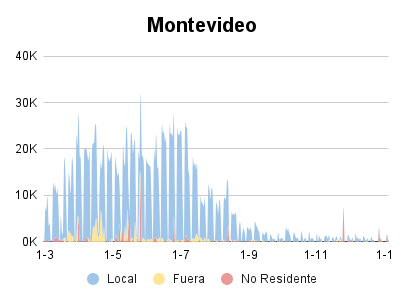 Montevideo
40K
30K
20K
10K
0K
1-3 1-5 1-7 1-9 1-11 1-1
Local Fuera No Residente